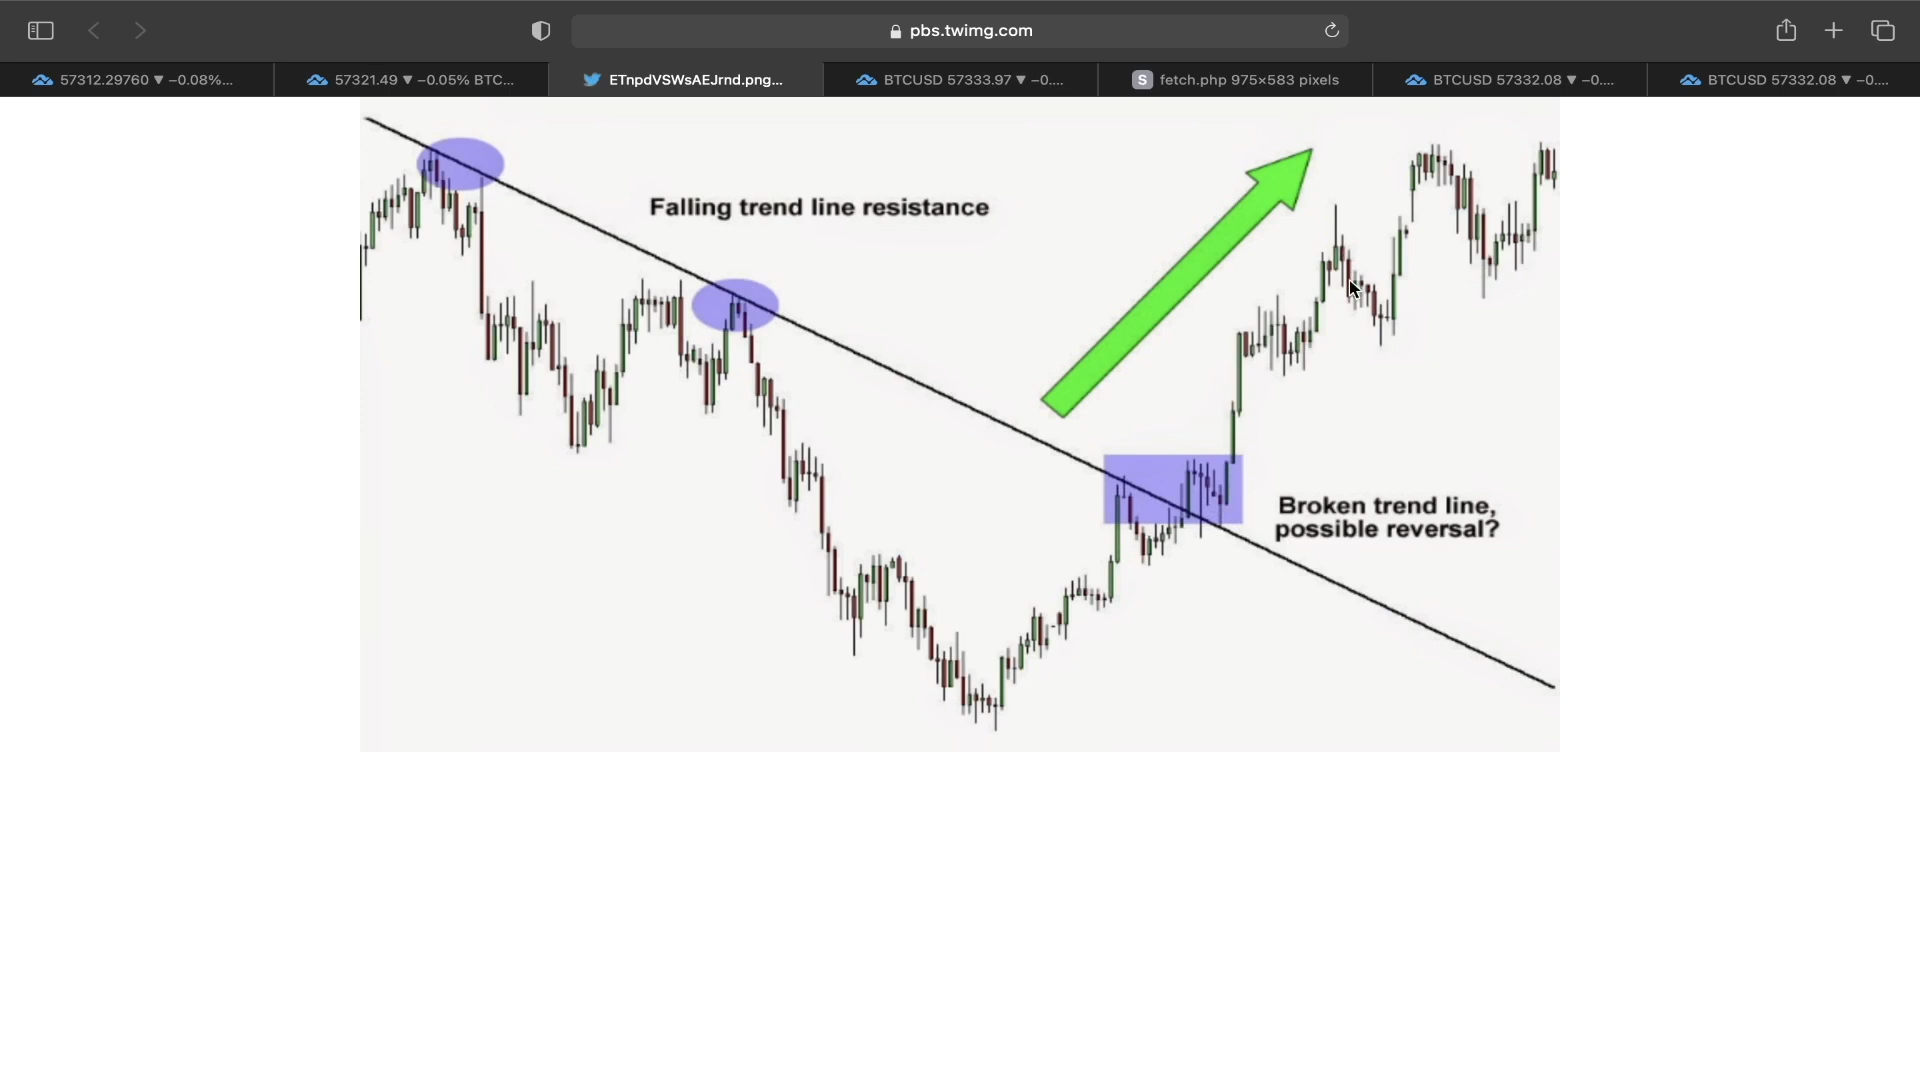 pbs.twimg.com
57312.29760 ▼ −0.08%...
57321.49 ▼ −0.05% BTC...
ETnpdVSWsAEJrnd.png...
BTCUSD 57333.97 ▼ −0....
S fetch.php 975×583 pixels
BTCUSD 57332.08 ▼ −0....
BTCUSD 57332.08 ▼ −0....
Falling trend line resistance
Broken trend line,
possible reversal?